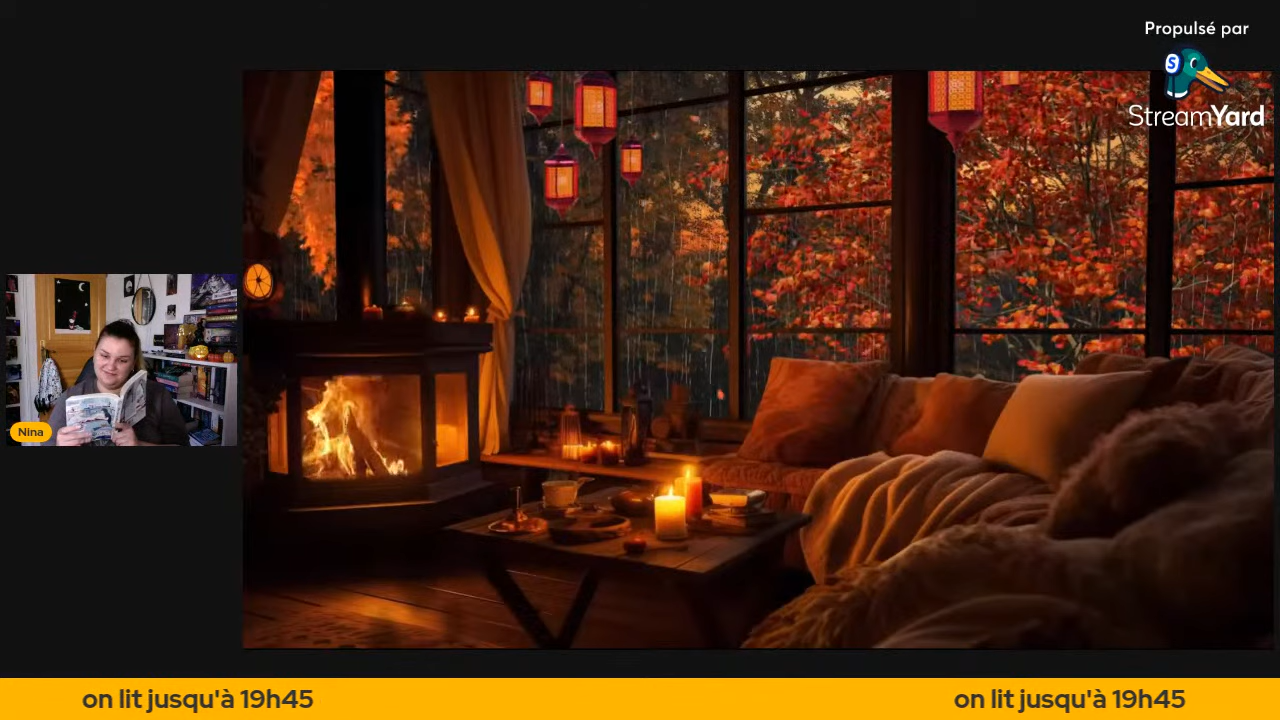 Propulsé par
S
StreamYard
Nina
on lit jusqu'à 19h45
on lit jusqu'à 19h45